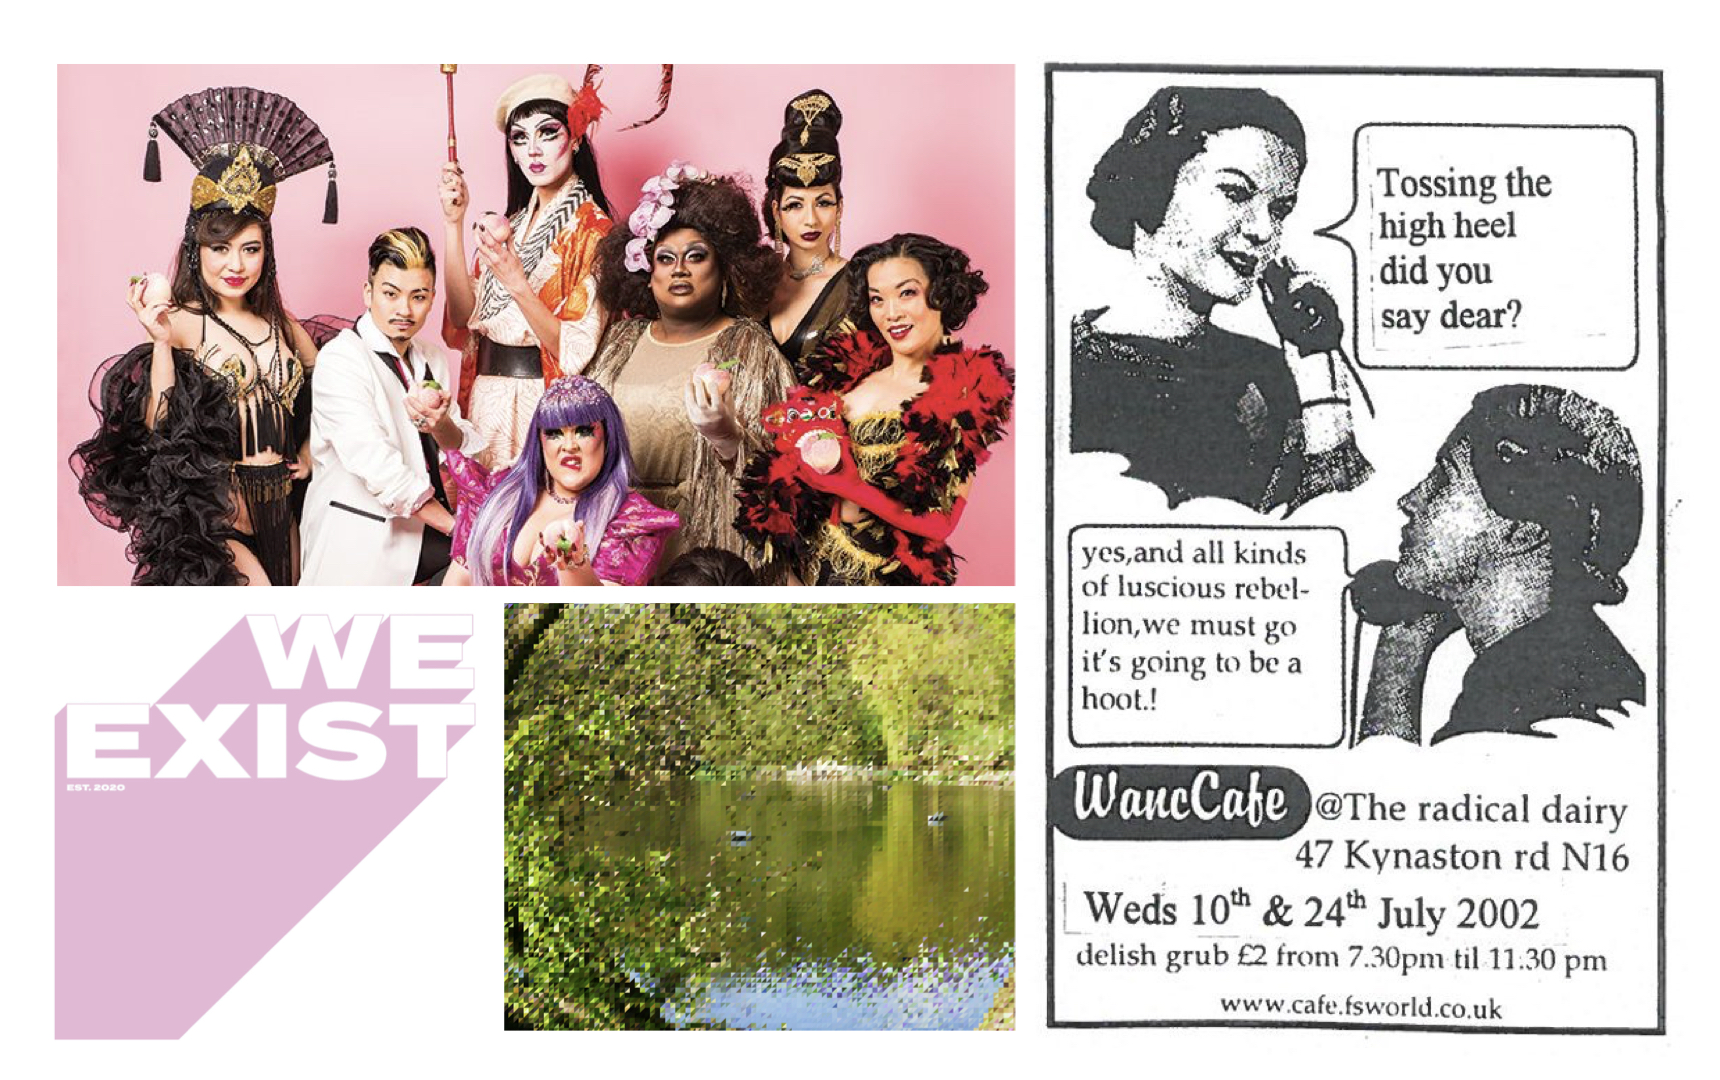 WE
EXIST
EST. 2020
Tossing the
high heel
did you
say dear?
yes,and all kinds
of luscious rebel-
lion,we must go
it's going to be a
hoot.!
WancCafe @The radical dairy
47 Kynaston rd N16
Weds 10th & 24th July 2002
delish grub £2 from 7.30pm til 11:30 pm
www.cafe.fsworld.co.uk